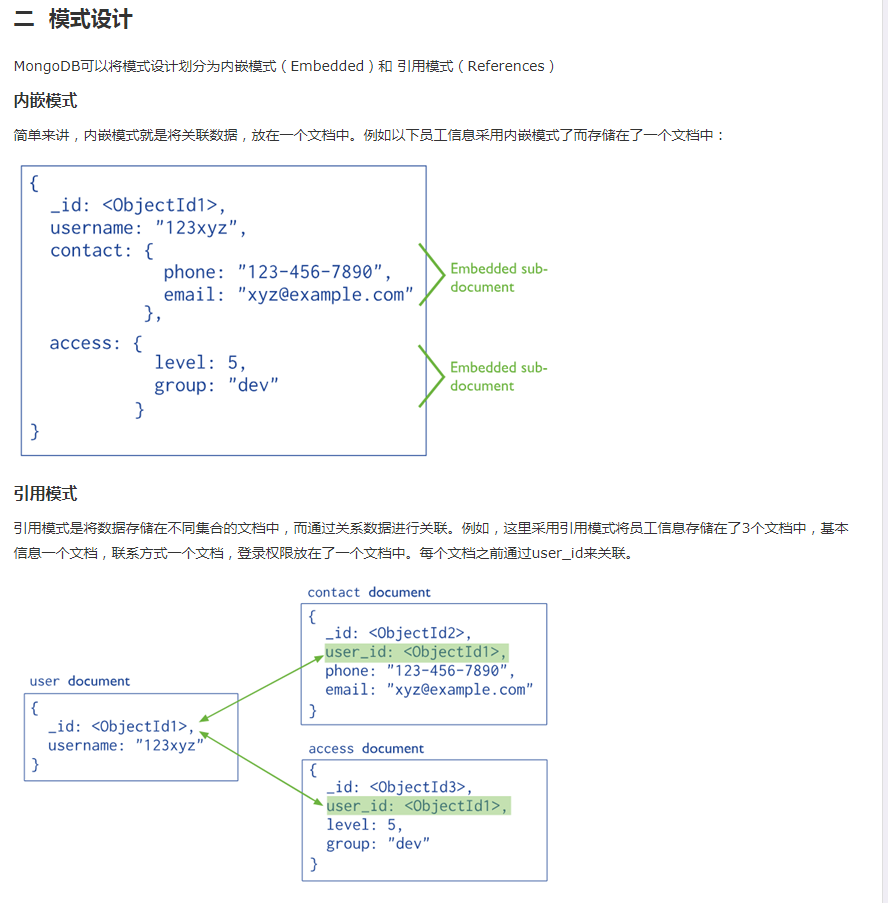 二 模式设计
MongoDB可以将模式设计划分为内嵌模式（Embedded）和 引用模式（References）
内嵌模式
简单来讲，内嵌模式就是将关联数据，放在一个文档中。例如以下员工信息采用内嵌模式了而存储在了一个文档中：
{
_id: <ObjectId1>,
username: "123xyz",
contact: {
phone: "123-456-7890",
email: "xyz@example.com"
},
Embedded sub-
document
access: {
level: 5,
group: "dev"
}
Embedded sub-
document
}
引用模式
引用模式是将数据存储在不同集合的文档中，而通过关系数据进行关联。例如，这里采用引用模式将员工信息存储在了3个文档中，基本
信息一个文档，联系方式一个文档，登录权限放在了一个文档中。每个文档之前通过user_id来关联。
contact document
{
_id: <ObjectId2>,
user_id: <ObjectId1>,
phone: "123-456-7890",
email: "xyz@example.com"
}
user document
{
_id: <ObjectId1>,
username: "123xyz"
}
access document
{
_id: <ObjectId3>,
user_id: <ObjectId1>,
level: 5,
group: "dev"
}